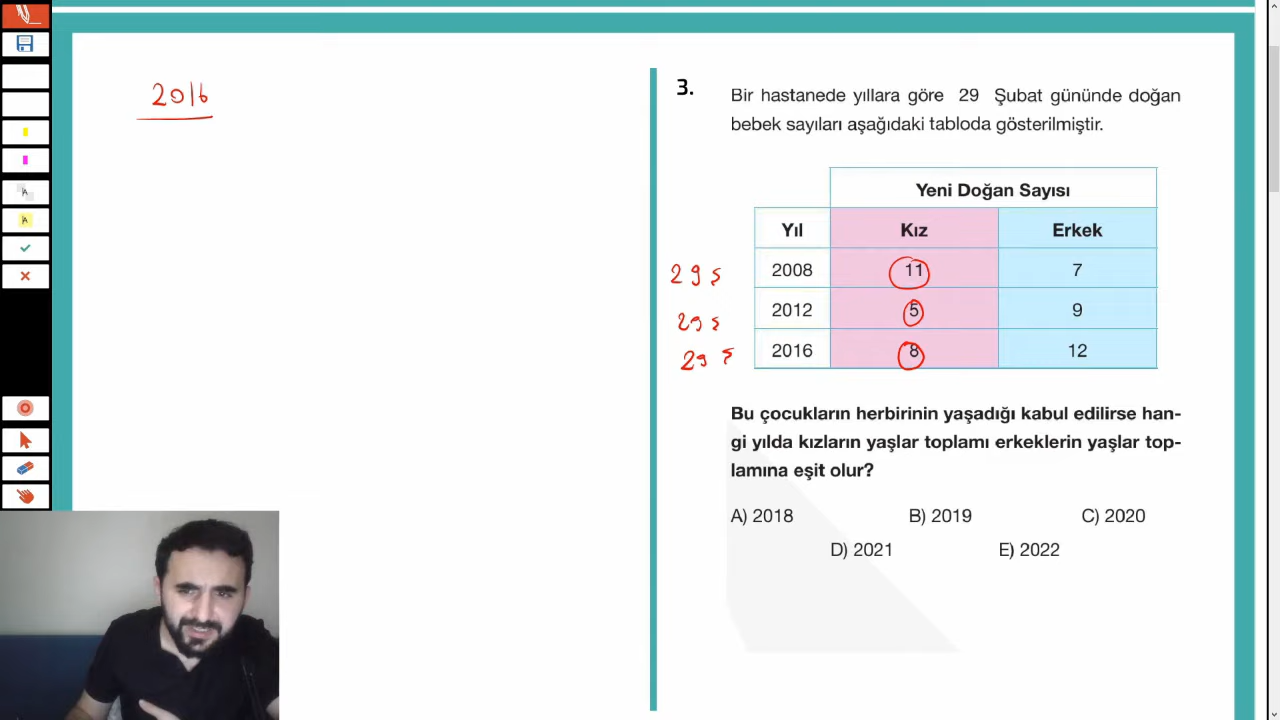 2016
3.
Bir hastanede yıllara göre 29 Şubat gününde doğan
bebek sayıları aşağıdaki tabloda gösterilmiştir.
Yeni Doğan Sayısı
Yıl Kız Erkek
29 ş 2008 11 7
29 ş 2012 5 9
29 ş 2016 8 12
Bu çocukların herbirinin yaşadığı kabul edilirse han-
gi yılda kızların yaşlar toplamı erkeklerin yaşlar top-
lamına eşit olur?
A) 2018 B) 2019 C) 2020
D) 2021 E) 2022